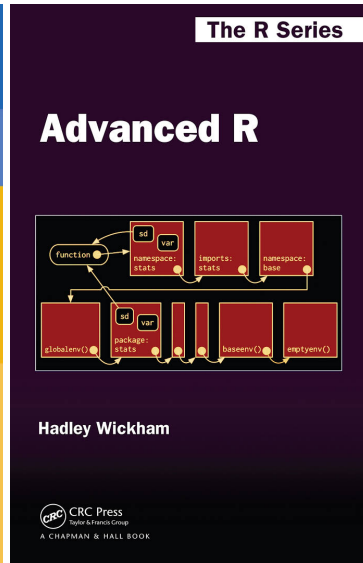 The R Series
Advanced R
sd
var
function
namespace:
stats
imports:
stats
namespace:
base
sd
var
globalenv()
package:
stats
baseenv()
emptyenv()
Hadley Wickham
CRC CRC Press
Taylor & Francis Group
A CHAPMAN & HALL BOOK